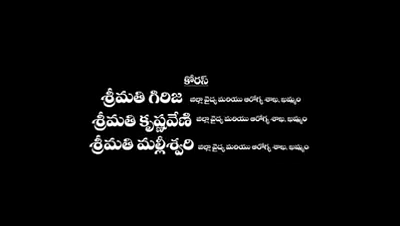 కోరస్
శ్రీమతి గిరిజ జిల్లా వైద్య మరియు ఆరోగ్య శాఖ, ఖమ్మం
శ్రీమతి కృష్ణవేణి జిల్లా వైద్య మరియు ఆరోగ్య శాఖ, ఖమ్మం
శ్రీమతి మల్లీశ్వరి జిల్లా వైద్య మరియు ఆరోగ్య శాఖ, ఖమ్మం